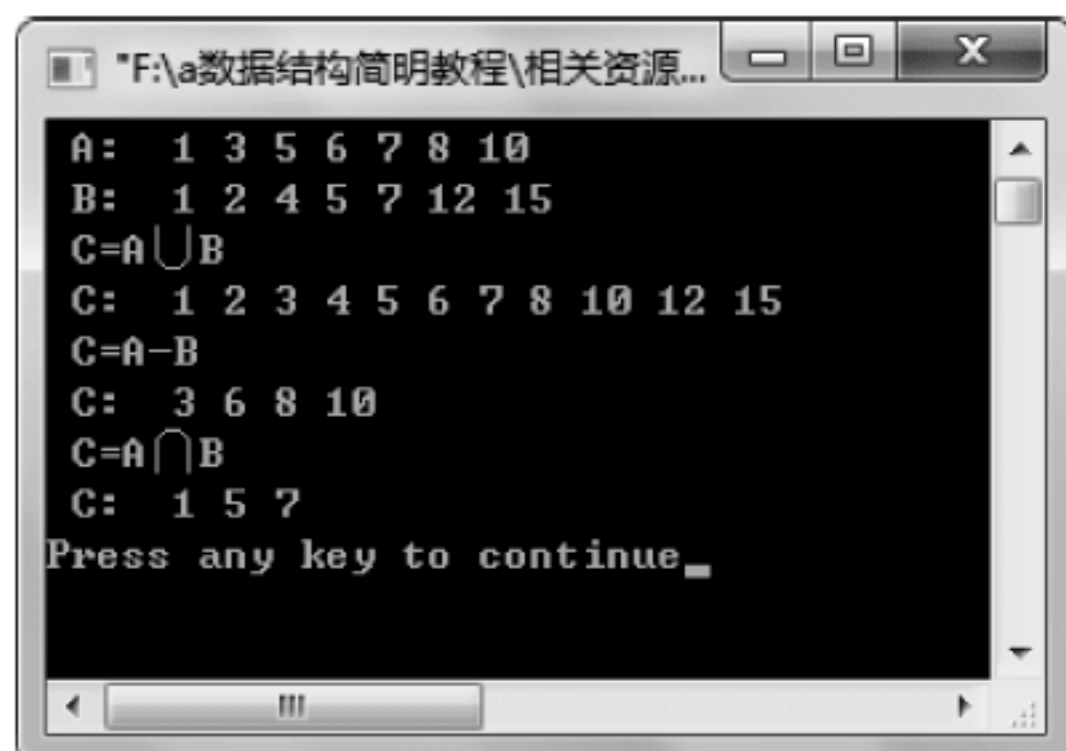 "F:\a数据结构简明教程\相关资源...
A:  1 3 5 6 7 8 10
B:  1 2 4 5 7 12 15
C=A∪B
C:  1 2 3 4 5 6 7 8 10 12 15
C=A-B
C:  3 6 8 10
C=A∩B
C:  1 5 7
Press any key to continue_